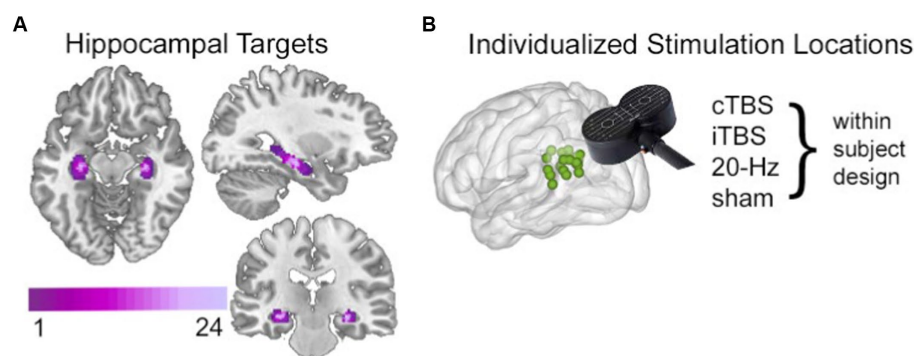 A
Hippocampal Targets
1
24
B
Individualized Stimulation Locations
cTBS
iTBS
20-Hz
sham
within
subject
design